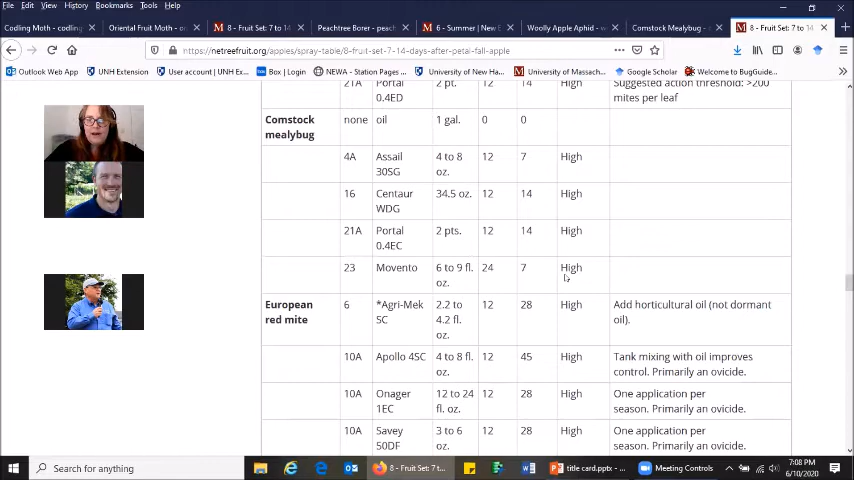 File Edit View History Bookmarks Tools Help
Codling Moth - codling Oriental Fruit Moth - orient 8 - Fruit Set: 7 to 14 Peachtree Borer - peach 6 - Summer | New E Woolly Apple Aphid - w Comstock Mealybug - c 8 - Fruit Set: 7 to 14
https://netreefruit.org/apples/spray-table/8-fruit-set-7-14-days-after-petal-fall-apple
Outlook Web App UNH Extension User account | UNH Ex... Box | Login NEWA - Station Pages ... University of New Ha... University of Massac... Google Scholar Welcome to BugGuide...
21A Portal 0.4ED 2 pt. 12 14 High Suggested action threshold: >200 mites per leaf
Comstock mealybug none oil 1 gal. 0 0
4A Assail 30SG 4 to 8 oz. 12 7 High
16 Centaur WDG 34.5 oz. 12 14 High
21A Portal 0.4EC 2 pts. 12 14 High
23 Movento 6 to 9 fl. oz. 24 7 High
European red mite 6 *Agri-Mek SC 2.2 to 4.2 fl. oz. 12 28 High Add horticultural oil (not dormant oil).
10A Apollo 4SC 4 to 8 fl. oz. 12 45 High Tank mixing with oil improves control. Primarily an ovicide.
10A Onager 1EC 12 to 24 fl. oz. 12 28 High One application per season. Primarily an ovicide.
10A Savey 50DF 3 to 6 oz. 12 28 High One application per season. Primarily an ovicide.
Search for anything title card.pptx - ... Meeting Controls 7:08 PM
6/10/2020